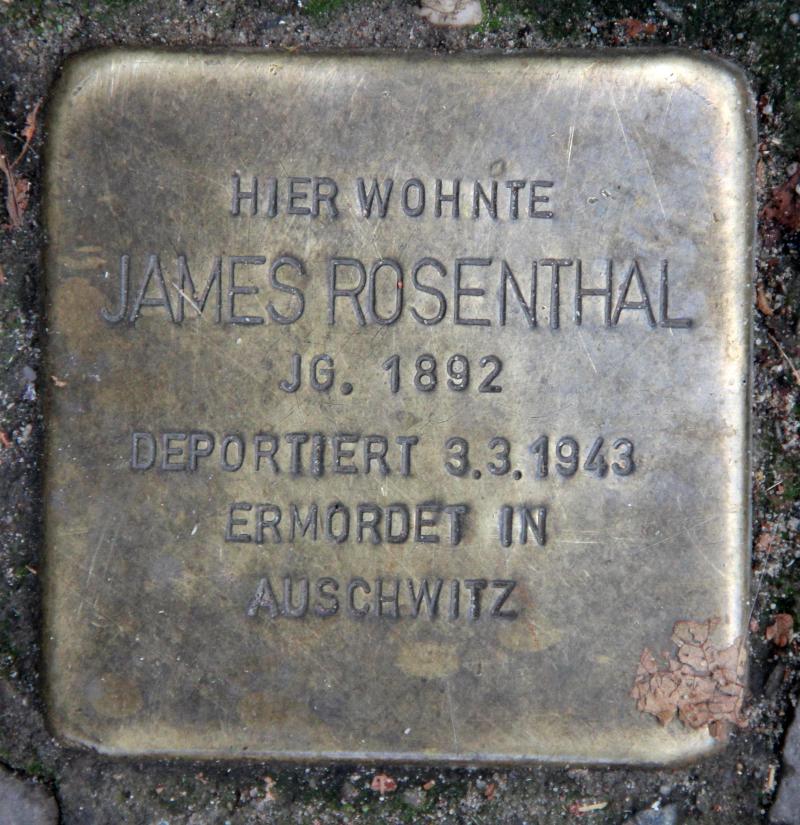 HIER WOHNTE
JAMES ROSENTHAL
JG. 1892
DEPORTIERT 3.3.1943
ERMORDET IN
AUSCHWITZ